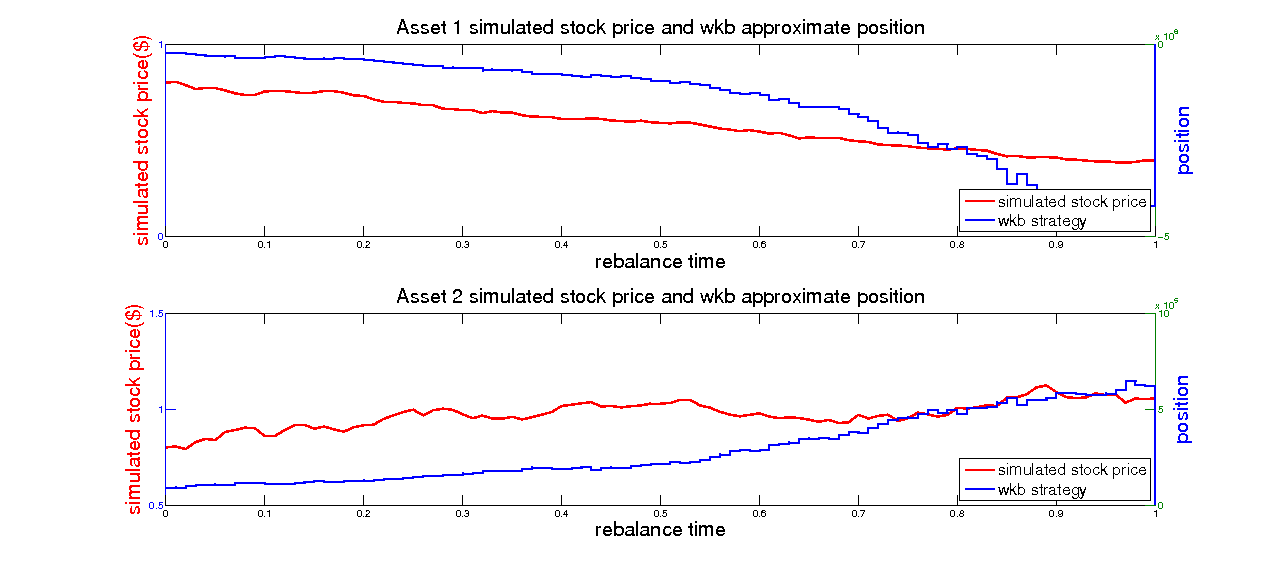 Asset 1 simulated stock price and wkb approximate position
simulated stock price($)
1
0
x 10^6
0
-5
position
simulated stock price
wkb strategy
0 0.1 0.2 0.3 0.4 0.5 0.6 0.7 0.8 0.9 1
rebalance time
Asset 2 simulated stock price and wkb approximate position
simulated stock price($)
1.5
1
0.5
x 10^5
10
5
0
position
simulated stock price
wkb strategy
0 0.1 0.2 0.3 0.4 0.5 0.6 0.7 0.8 0.9 1
rebalance time